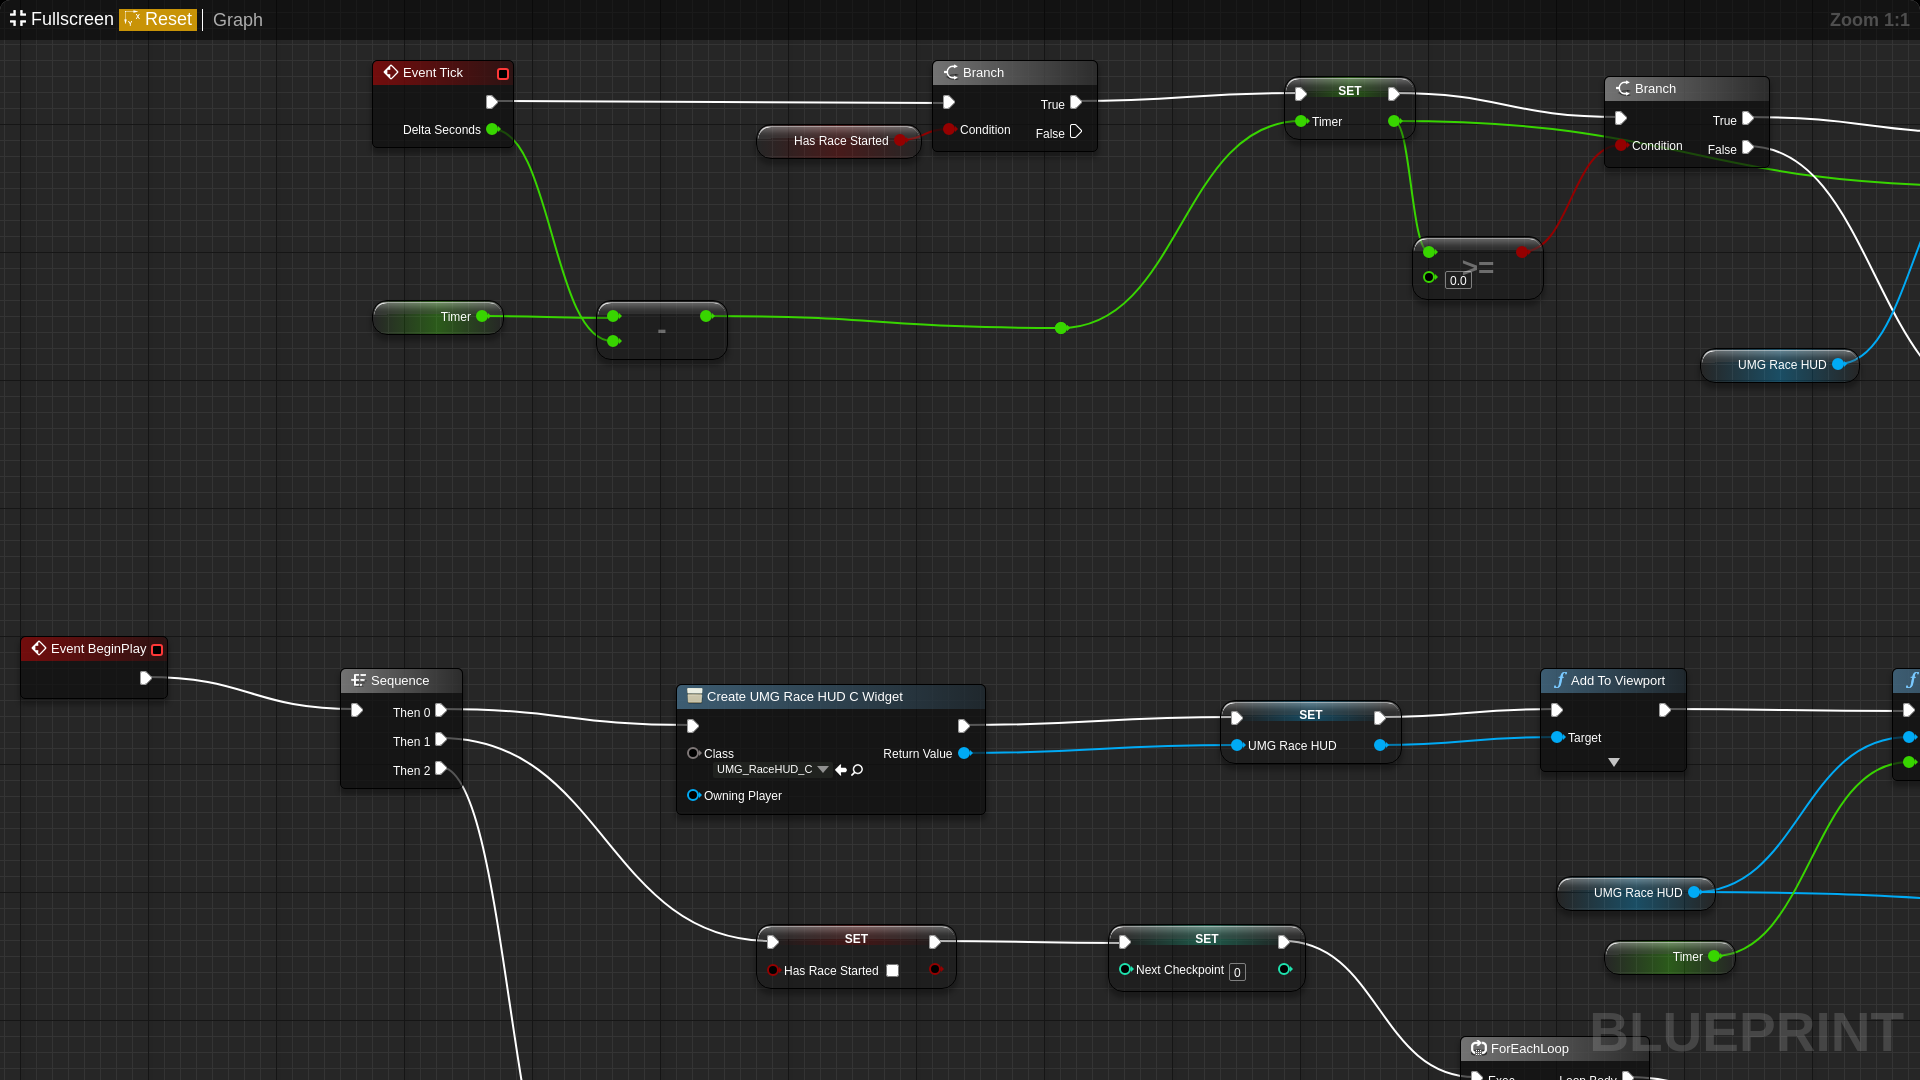 Fullscreen Reset Graph
Zoom 1:1
Event Tick
Delta Seconds
Branch
True
Condition
False
Has Race Started
SET
Timer
Branch
True
Condition
False
>=
0.0
Timer
-
UMG Race HUD
Event BeginPlay
Sequence
Then 0
Then 1
Then 2
Create UMG Race HUD C Widget
Class
Return Value
UMG_RaceHUD_C
Owning Player
SET
UMG Race HUD
Add To Viewport
Target
f
UMG Race HUD
Timer
SET
Has Race Started
SET
Next Checkpoint 0
BLUEPRINT
ForEachLoop
Exec
Loop Body